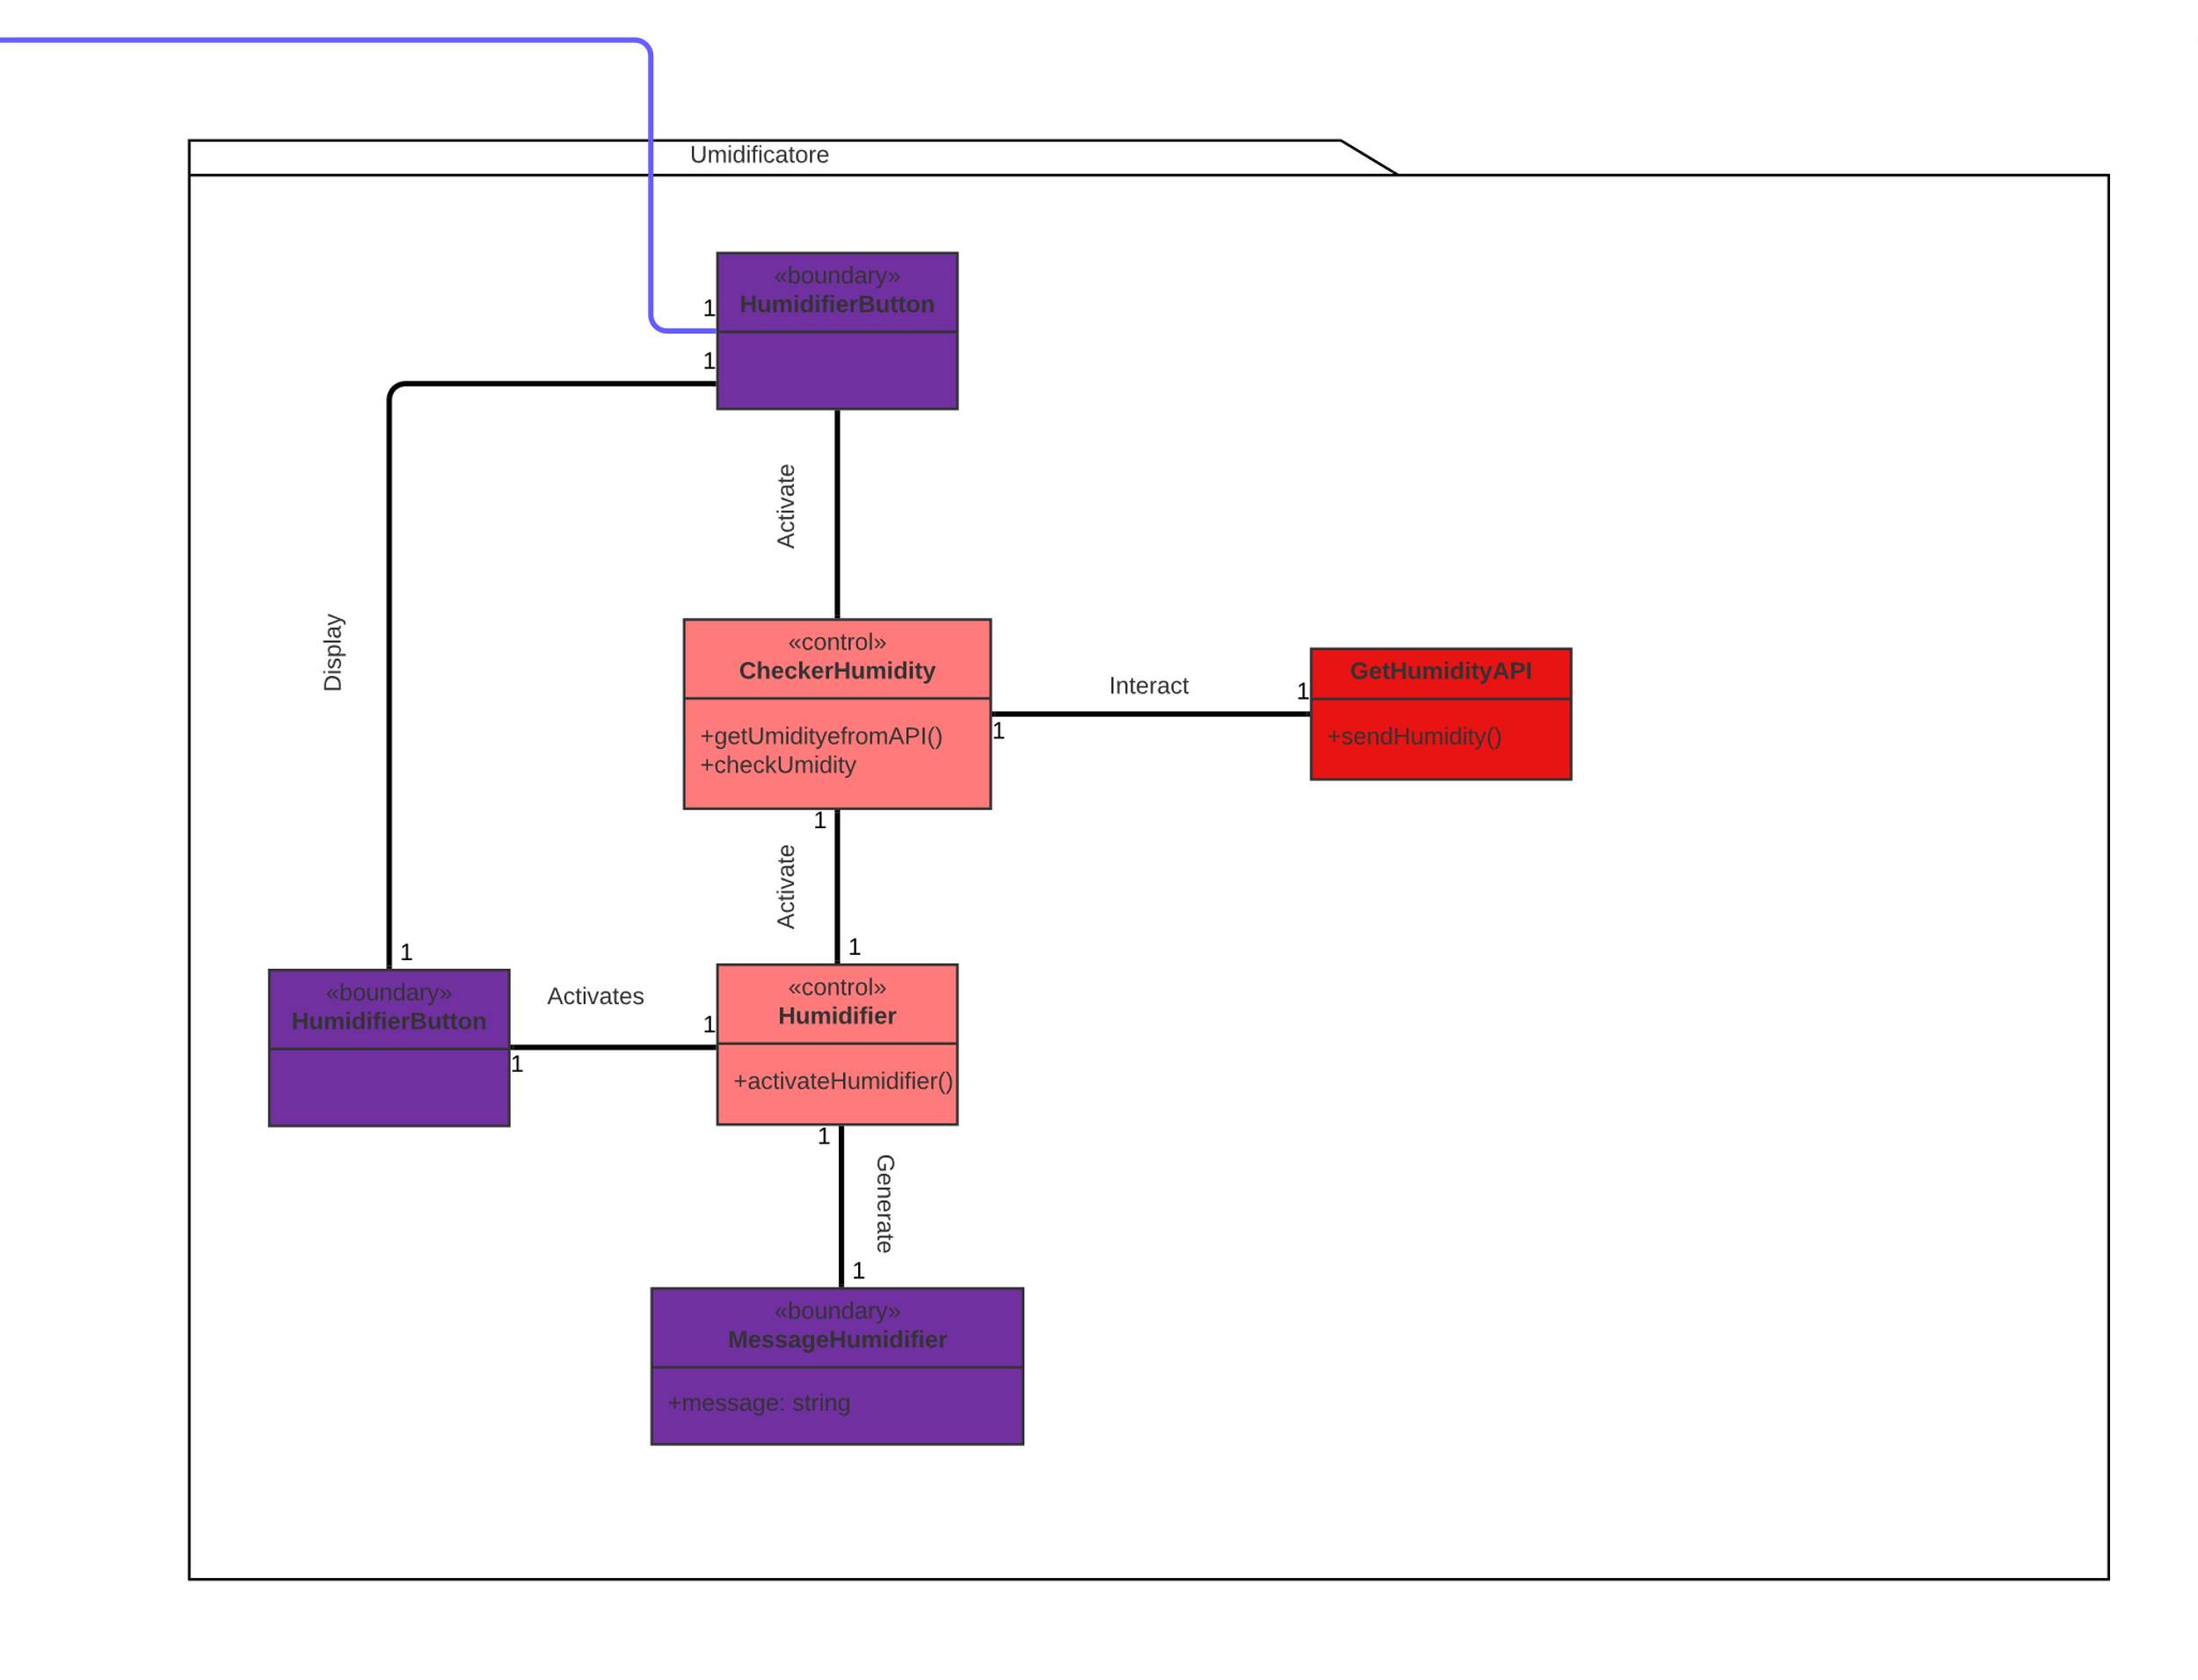 Umidificatore
«boundary»
HumidifierButton
1
1
Activate
Display
«control»
CheckerHumidity
+getUmidityefromAPI()
+checkUmidity
Interact
1
1
GetHumidityAPI
+sendHumidity()
1
Activate
1
1
«boundary»
HumidifierButton
Activates
1
1
«control»
Humidifier
+activateHumidifier()
1
Generate
1
«boundary»
MessageHumidifier
+message: string